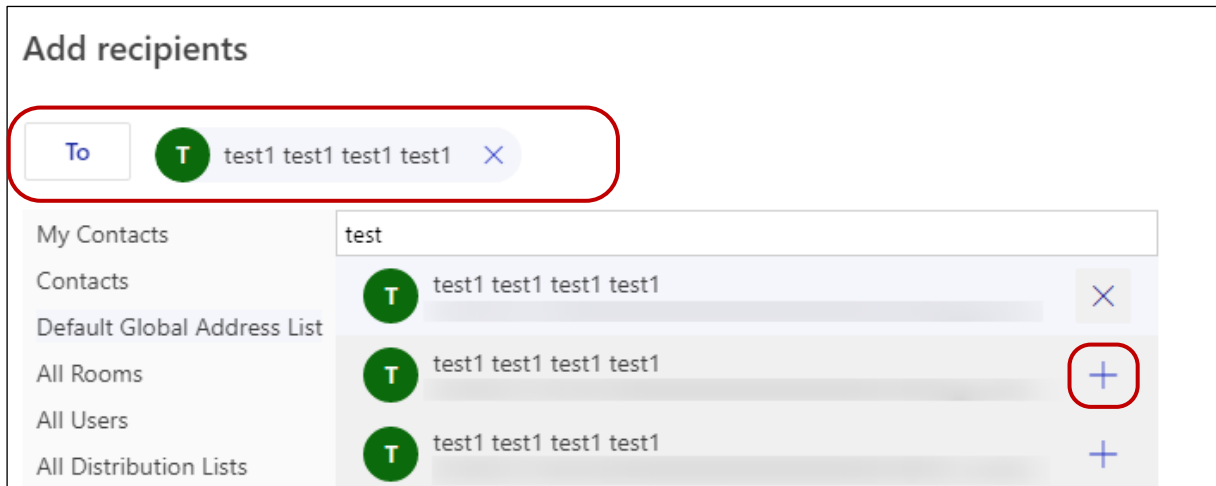 Add recipients
To
T test1 test1 test1 test1
My Contacts
Contacts
Default Global Address List
All Rooms
All Users
All Distribution Lists
test
T test1 test1 test1 test1
T test1 test1 test1 test1
T test1 test1 test1 test1